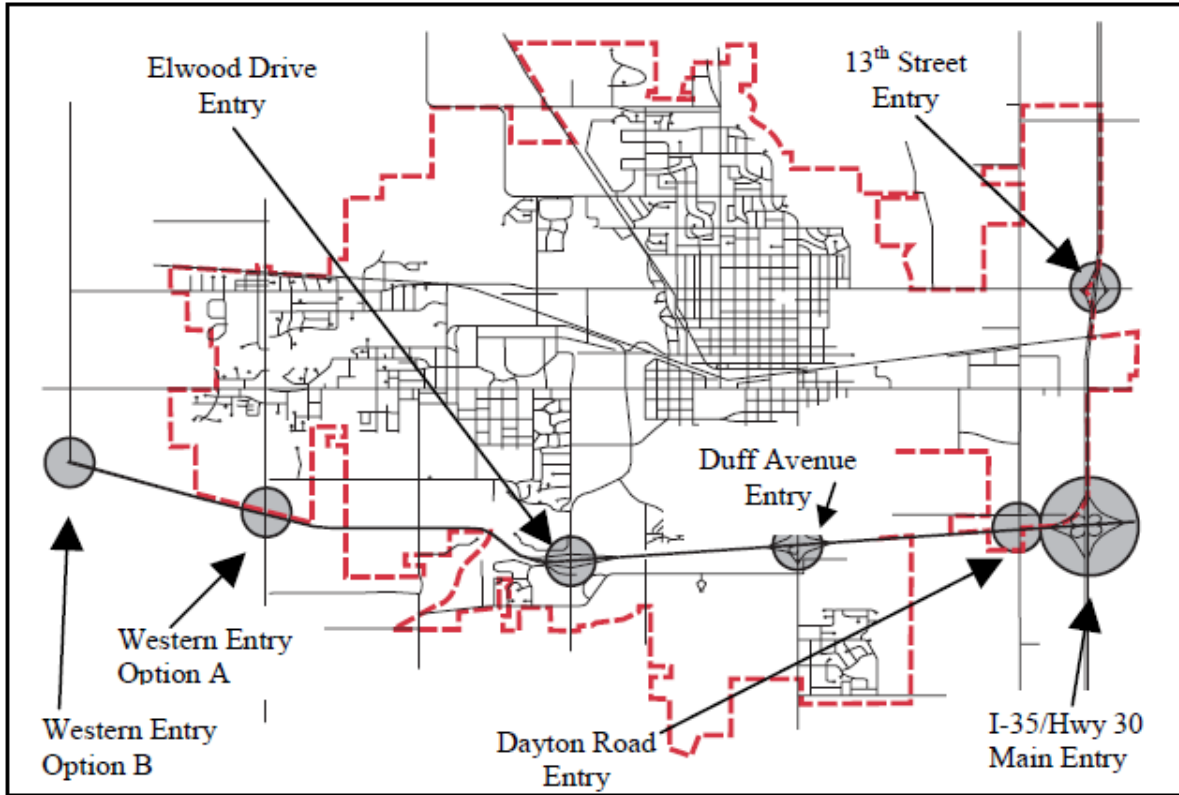 Elwood Drive
Entry
13th Street
Entry
Duff Avenue
Entry
Western Entry
Option A
Western Entry
Option B
Dayton Road
Entry
I-35/Hwy 30
Main Entry